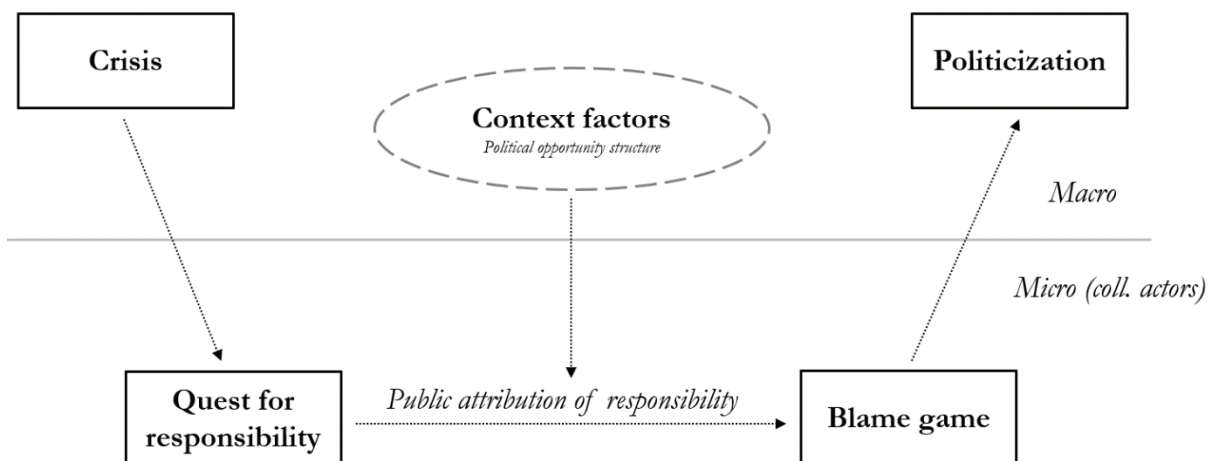 Crisis
Politicization
Context factors
Political opportunity structure
Macro
Micro (coll. actors)
Quest for
responsibility
Public attribution of responsibility
Blame game